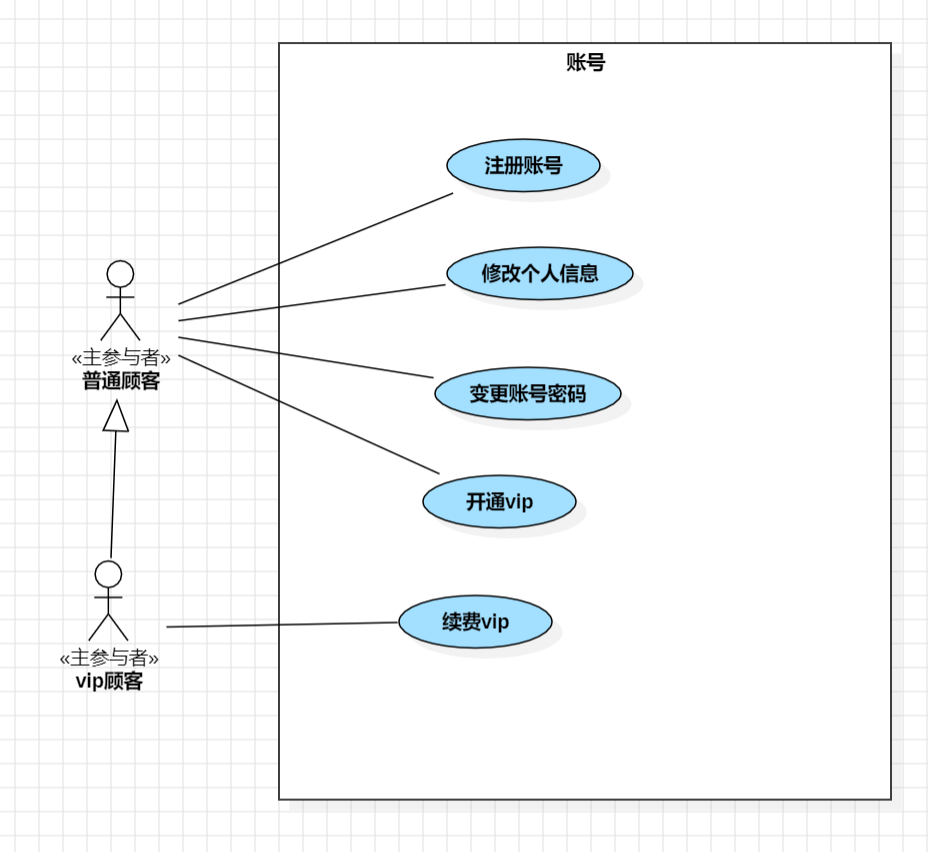 账号
注册账号
修改个人信息
«主参与者»
普通顾客
变更账号密码
开通vip
续费vip
«主参与者»
vip顾客